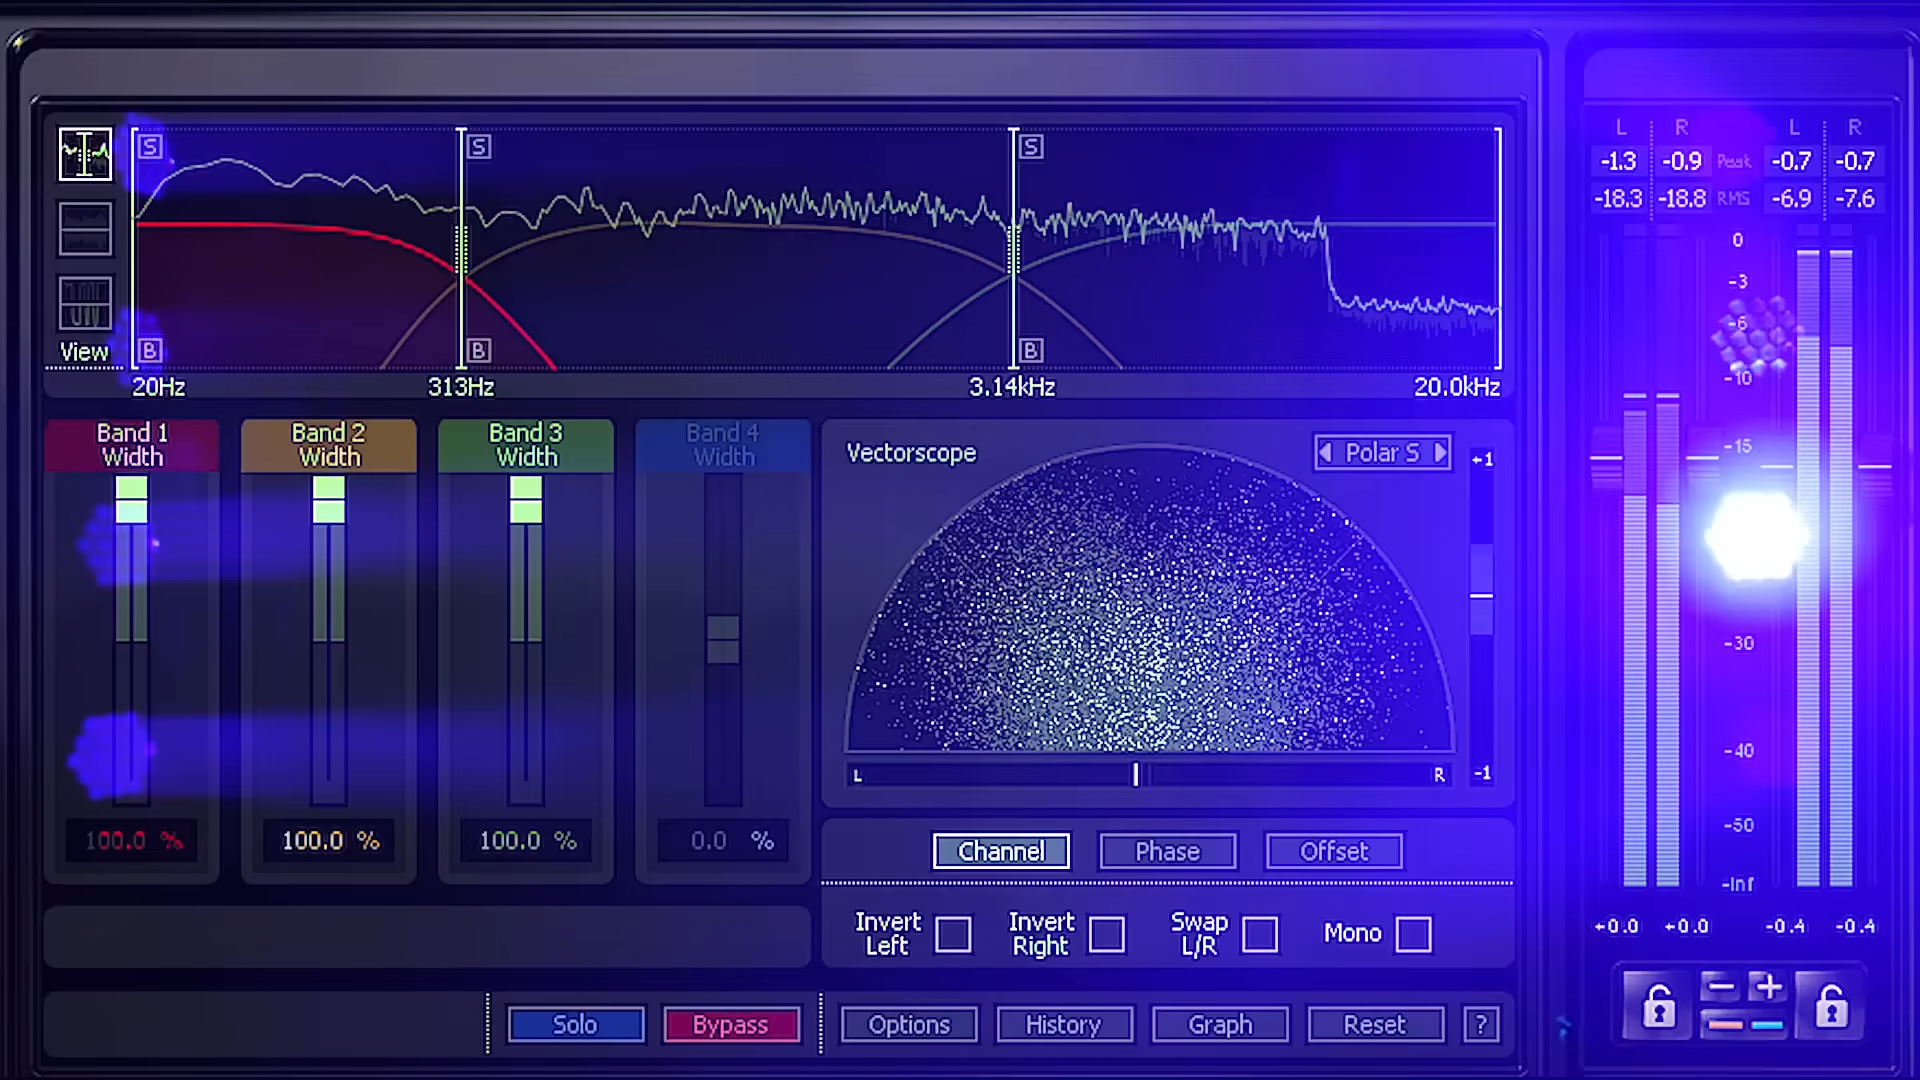 L R L R
S S S
-1.3 -0.9 Peak -0.7 -0.7
-18.3 -18.8 RMS -6.9 -7.6
0
-3
-6
-10
-15
-30
-40
-50
-Inf
+0.0 +0.0 -0.4 -0.4
View
B B B
20Hz 313Hz 3.14kHz 20.0kHz
Band 1
Width
Band 2
Width
Band 3
Width
Band 4
Width
100.0 %
100.0 %
100.0 %
0.0 %
Vectorscope
Polar S
+1
L R
-1
Channel Phase Offset
Invert
Left
Invert
Right
Swap
L/R
Mono
Solo Bypass Options History Graph Reset ?